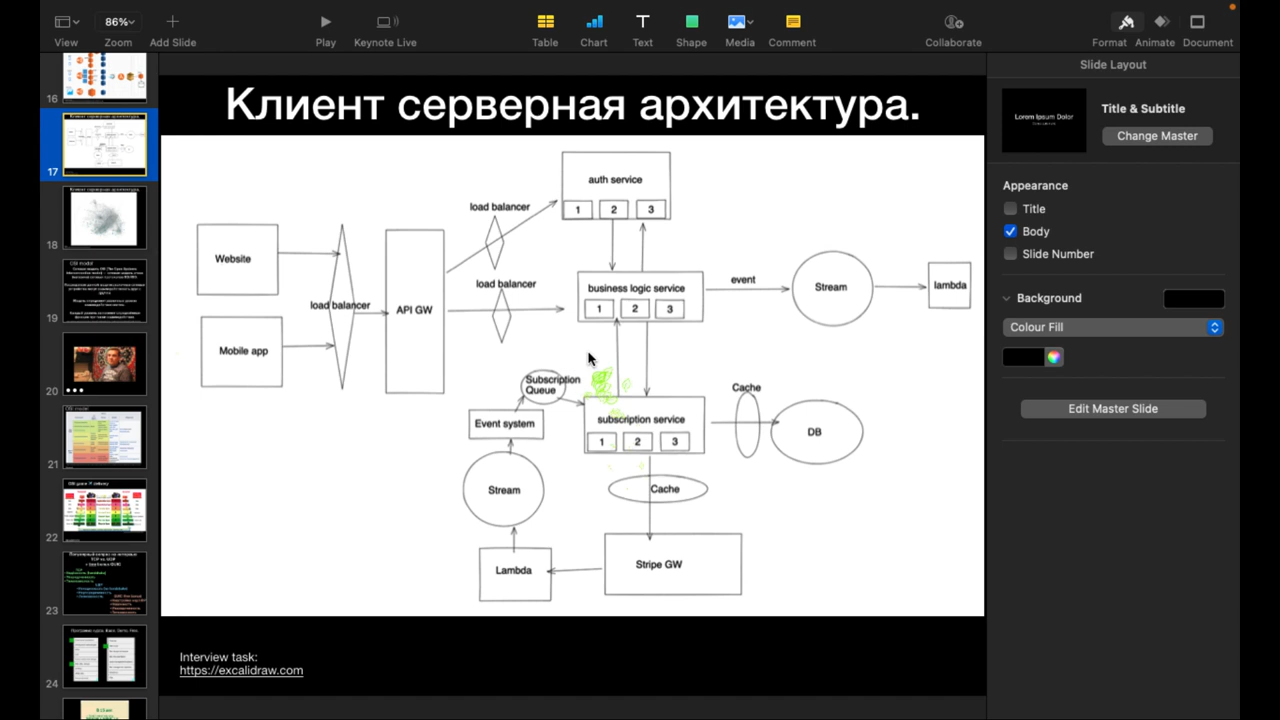 86%
View
Zoom
Add Slide
Play
Keynote Live
Table
Chart
Text
Shape
Media
Comment
Collaborate
Format
Animate
Document
16
17
18
19
20
21
22
23
24
Клиент серверная архитектура.
auth service
1 2 3
load balancer
Website
load balancer
business logic service
1 2 3
event
Stream
lambda
load balancer
API GW
Mobile app
Subscription
Queue
Cache
Event system
subscription service
1 2 3
DB
Stream
Cache
Lambda
Stripe GW
Interview task:
https://excalidraw.com
Slide Layout
Lorem Ipsum Dolor
Title & Subtitle
Change Master
Appearance
Title
Body
Slide Number
Background
Colour Fill
Edit Master Slide